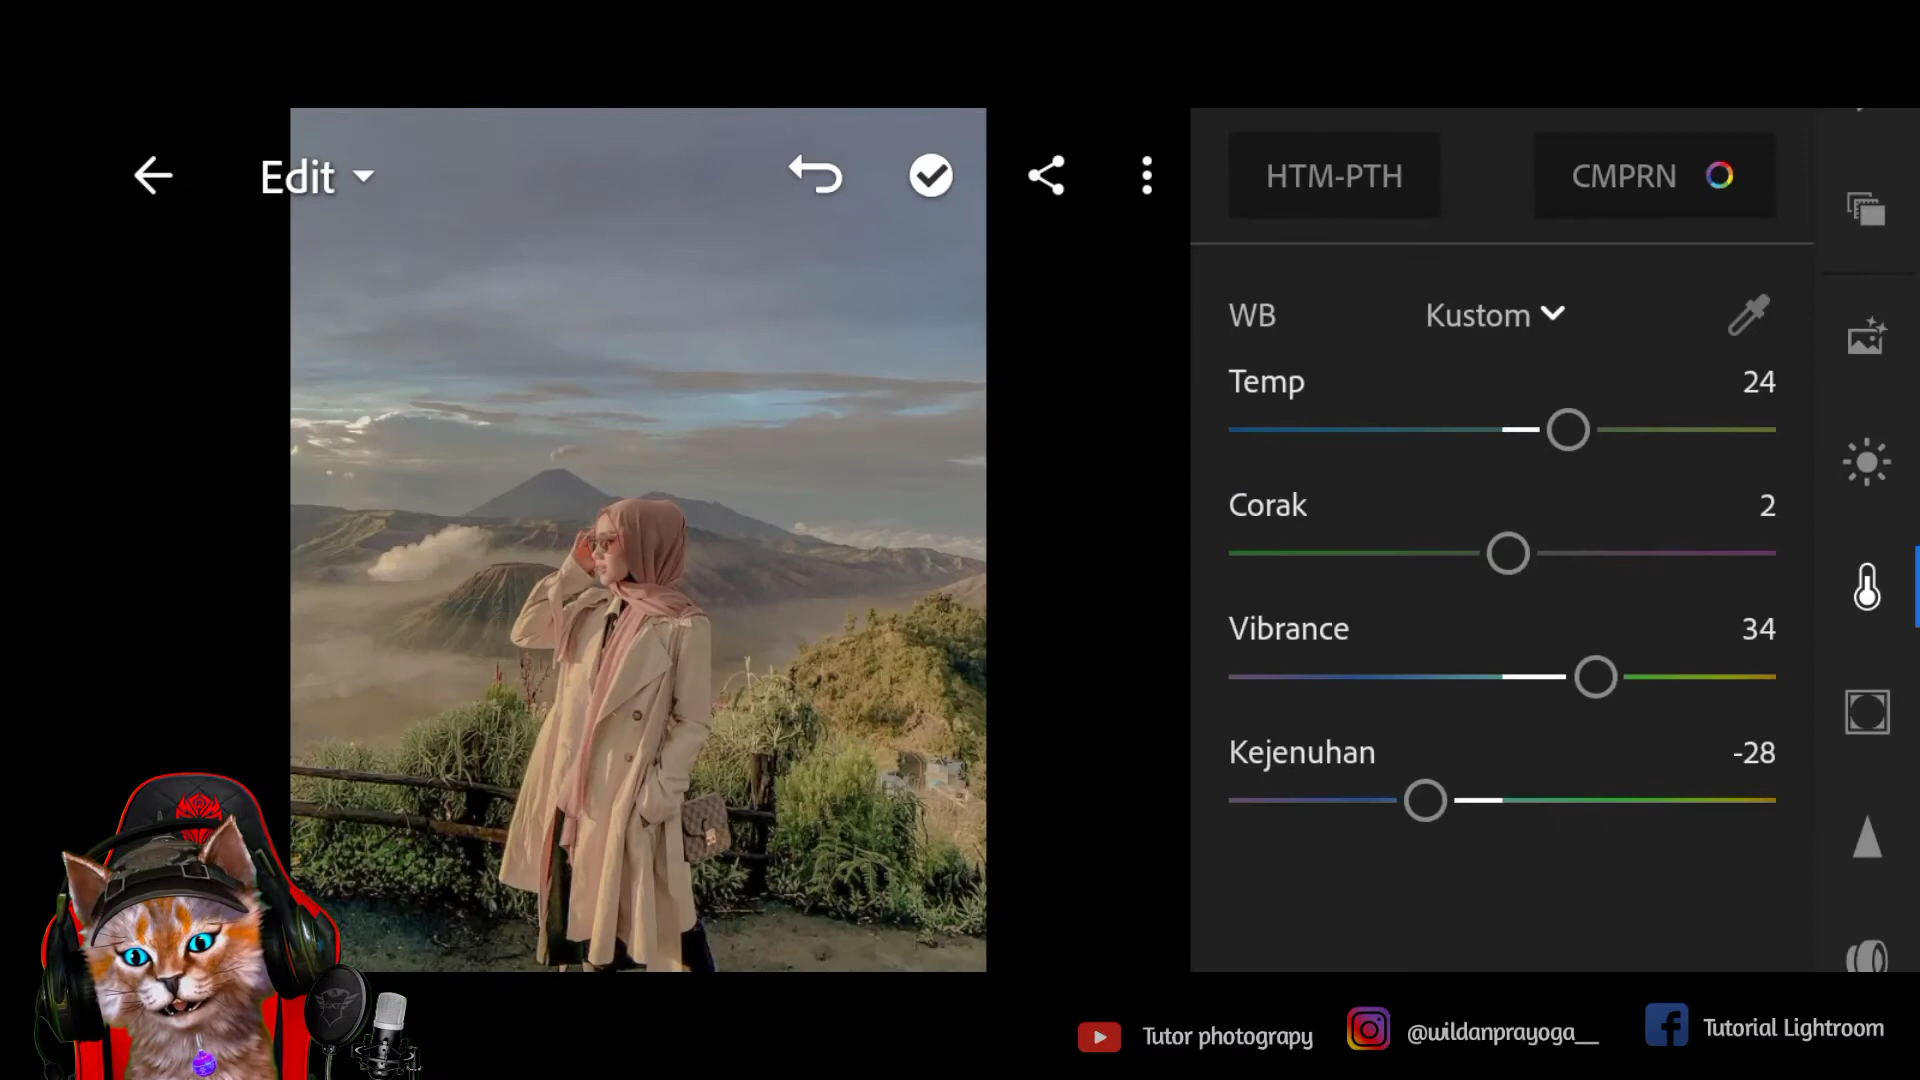 Edit
HTM-PTH
CMPRN
WB
Kustom
Temp
24
Corak
2
Vibrance
34
Kejenuhan
-28
Tutor photograpy
@wildanprayoga__
Tutorial Lightroom